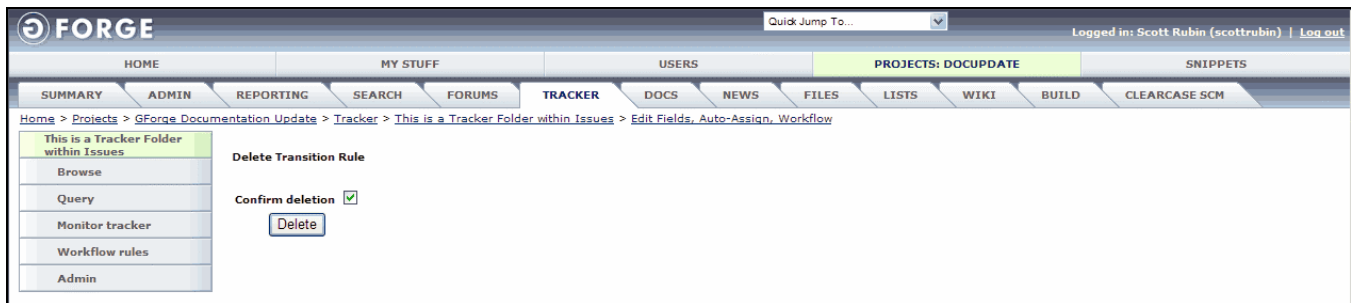 GFORGE
Quick Jump To...
Logged in: Scott Rubin (scottrubin) | Log out
HOME MY STUFF USERS PROJECTS: DOCUPDATE SNIPPETS
SUMMARY ADMIN REPORTING SEARCH FORUMS TRACKER DOCS NEWS FILES LISTS WIKI BUILD CLEARCASE SCM
Home > Projects > GForge Documentation Update > Tracker > This is a Tracker Folder within Issues > Edit Fields, Auto-Assign, Workflow
This is a Tracker Folder
within Issues
Browse
Query
Monitor tracker
Workflow rules
Admin
Delete Transition Rule
Confirm deletion
Delete